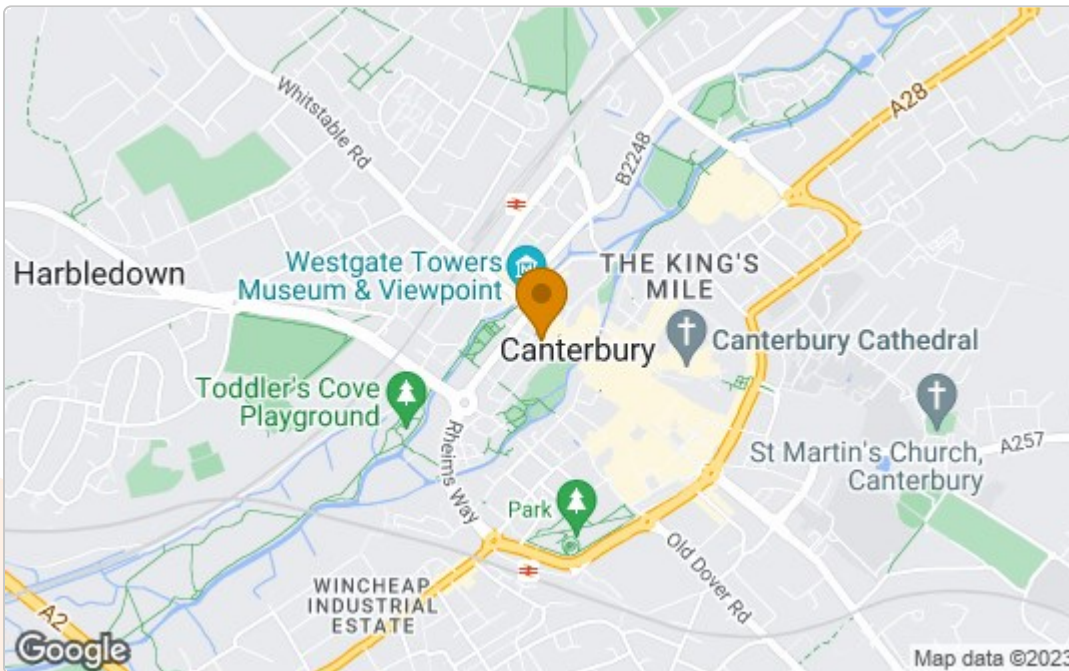 A28
Whitstable Rd
B2248
Westgate Towers
Museum & Viewpoint
THE KING'S
MILE
Harbledown
Canterbury
Canterbury Cathedral
Toddler's Cove
Playground
Rheims Way
St Martin's Church,
Canterbury
A257
Park
Old Dover Rd
WINCHEAP
INDUSTRIAL
ESTATE
A2
Google
Map data ©2023